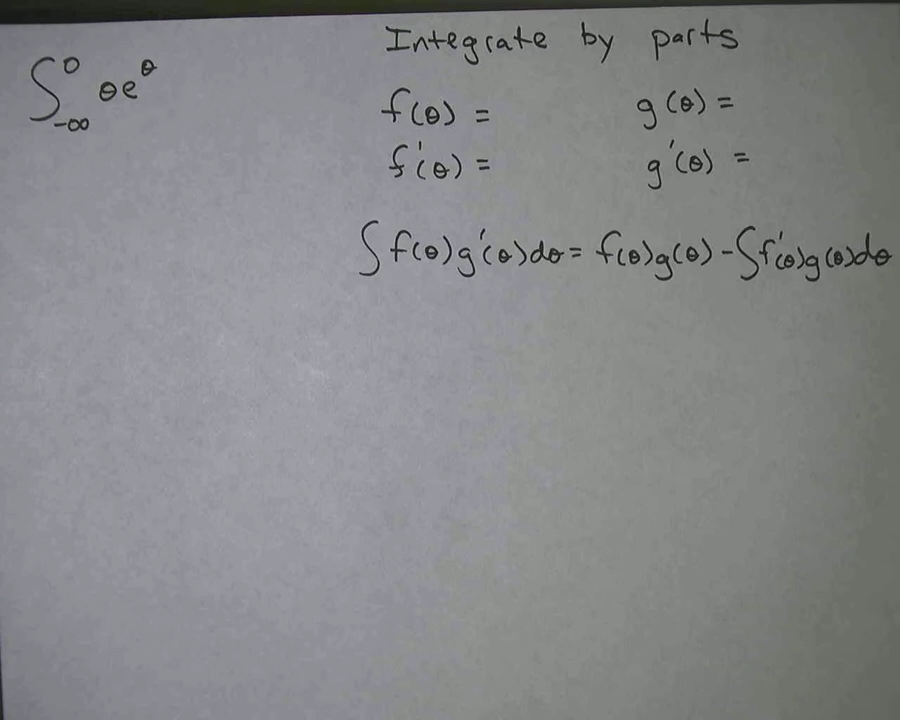 Integrate by parts
∫_{-∞}^{0} θe^θ
f(θ) = g(θ) =
f'(θ) = g'(θ) =
∫f(θ)g'(θ)dθ = f(θ)g(θ) - ∫f'(θ)g(θ)dθ